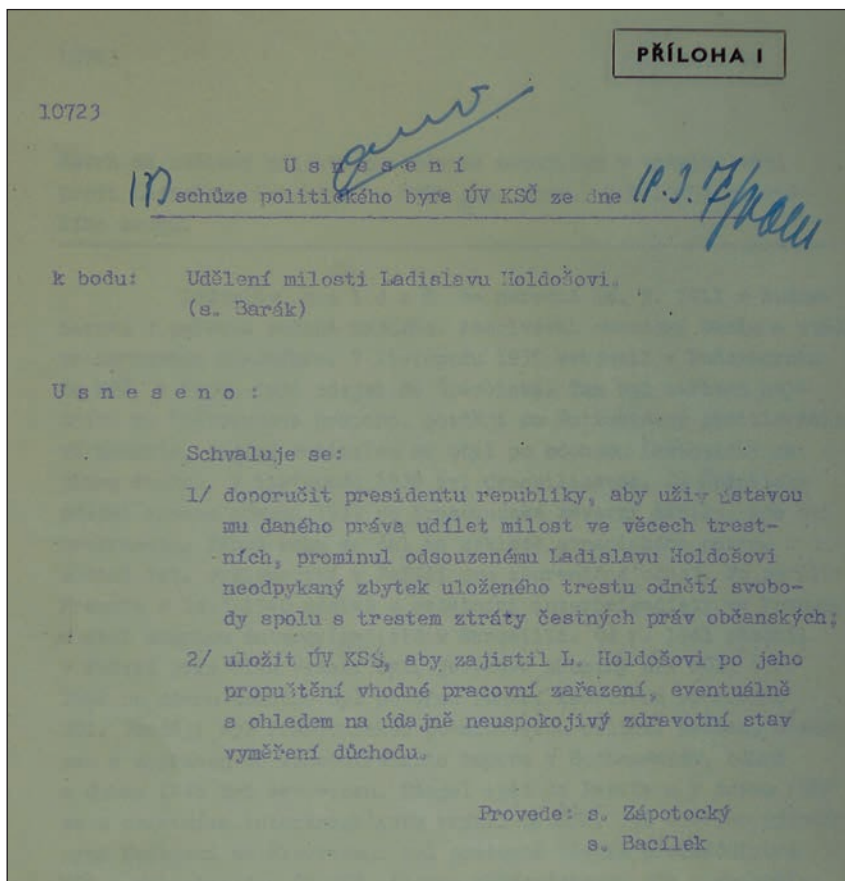 PŘÍLOHA I
10723
Usnesení
schůze politického byra ÚV KSČ ze dne
k bodu: Udělení milosti Ladislavu Holdošovi.
(s. Barák)
Usneseno:
Schvaluje se:
1/ doporučit presidentu republiky, aby uživ ústavou
mu daného práva udílet milost ve věcech trest-
ních, prominul odsouzenému Ladislavu Holdošovi
neodpykaný zbytek uloženého trestu odnětí svobo-
dy spolu s trestem ztráty čestných práv občanských;
2/ uložit ÚV KSS, aby zajistil L. Holdošovi po jeho
propuštění vhodné pracovní zařazení, eventuálně
s ohledem na údajně neuspokojivý zdravotní stav
vyměření důchodu.
Provede: s. Zápotocký
s. Bacílek